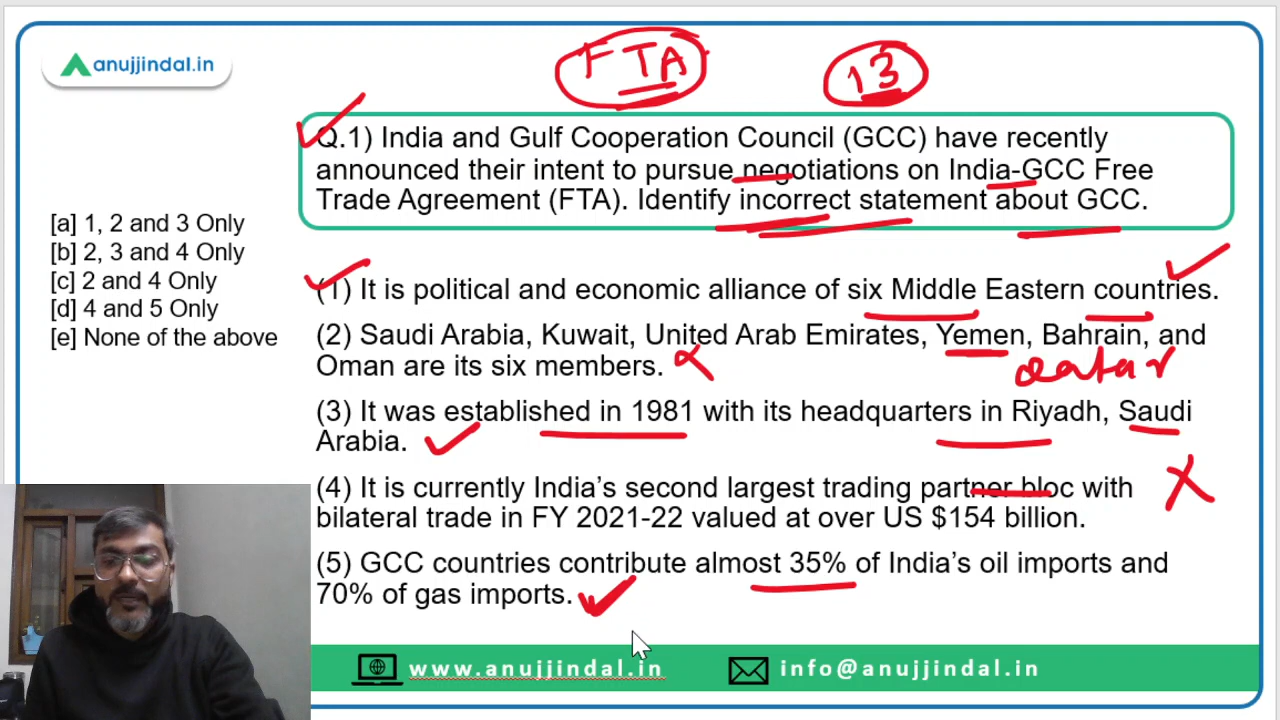 anujjindal.in
FTA
13
Q.1) India and Gulf Cooperation Council (GCC) have recently
announced their intent to pursue negotiations on India-GCC Free
Trade Agreement (FTA). Identify incorrect statement about GCC.
[a] 1, 2 and 3 Only
[b] 2, 3 and 4 Only
[c] 2 and 4 Only
[d] 4 and 5 Only
[e] None of the above
(1) It is political and economic alliance of six Middle Eastern countries.
(2) Saudi Arabia, Kuwait, United Arab Emirates, Yemen, Bahrain, and
Oman are its six members.
Qatar
(3) It was established in 1981 with its headquarters in Riyadh, Saudi
Arabia.
(4) It is currently India’s second largest trading partner bloc with
bilateral trade in FY 2021-22 valued at over US $154 billion.
(5) GCC countries contribute almost 35% of India’s oil imports and
70% of gas imports.
www.anujjindal.in
info@anujjindal.in